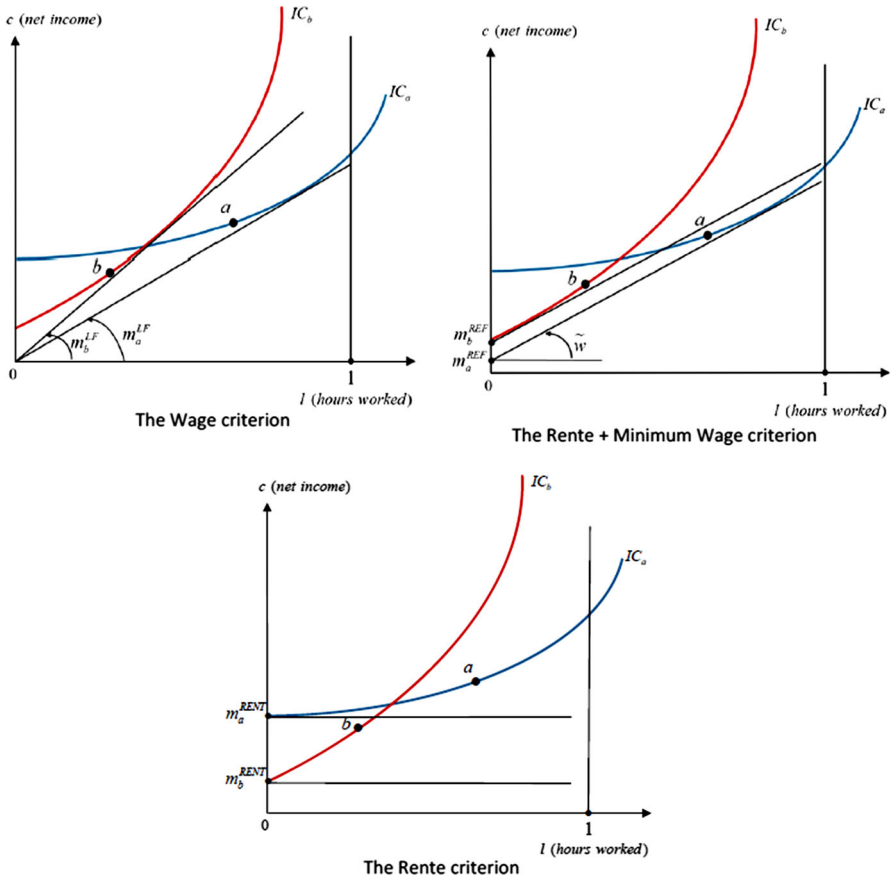 c (net income)
IC_b
IC_a
a
b
m_b^{LF}
m_a^{LF}
0
1
l (hours worked)
The Wage criterion
c (net income)
IC_b
IC_a
a
b
m_b^{REF}
m_a^{REF}
w̃
0
1
l (hours worked)
The Rente + Minimum Wage criterion
c (net income)
IC_b
IC_a
a
m_a^{RENT}
b
m_b^{RENT}
0
1
l (hours worked)
The Rente criterion